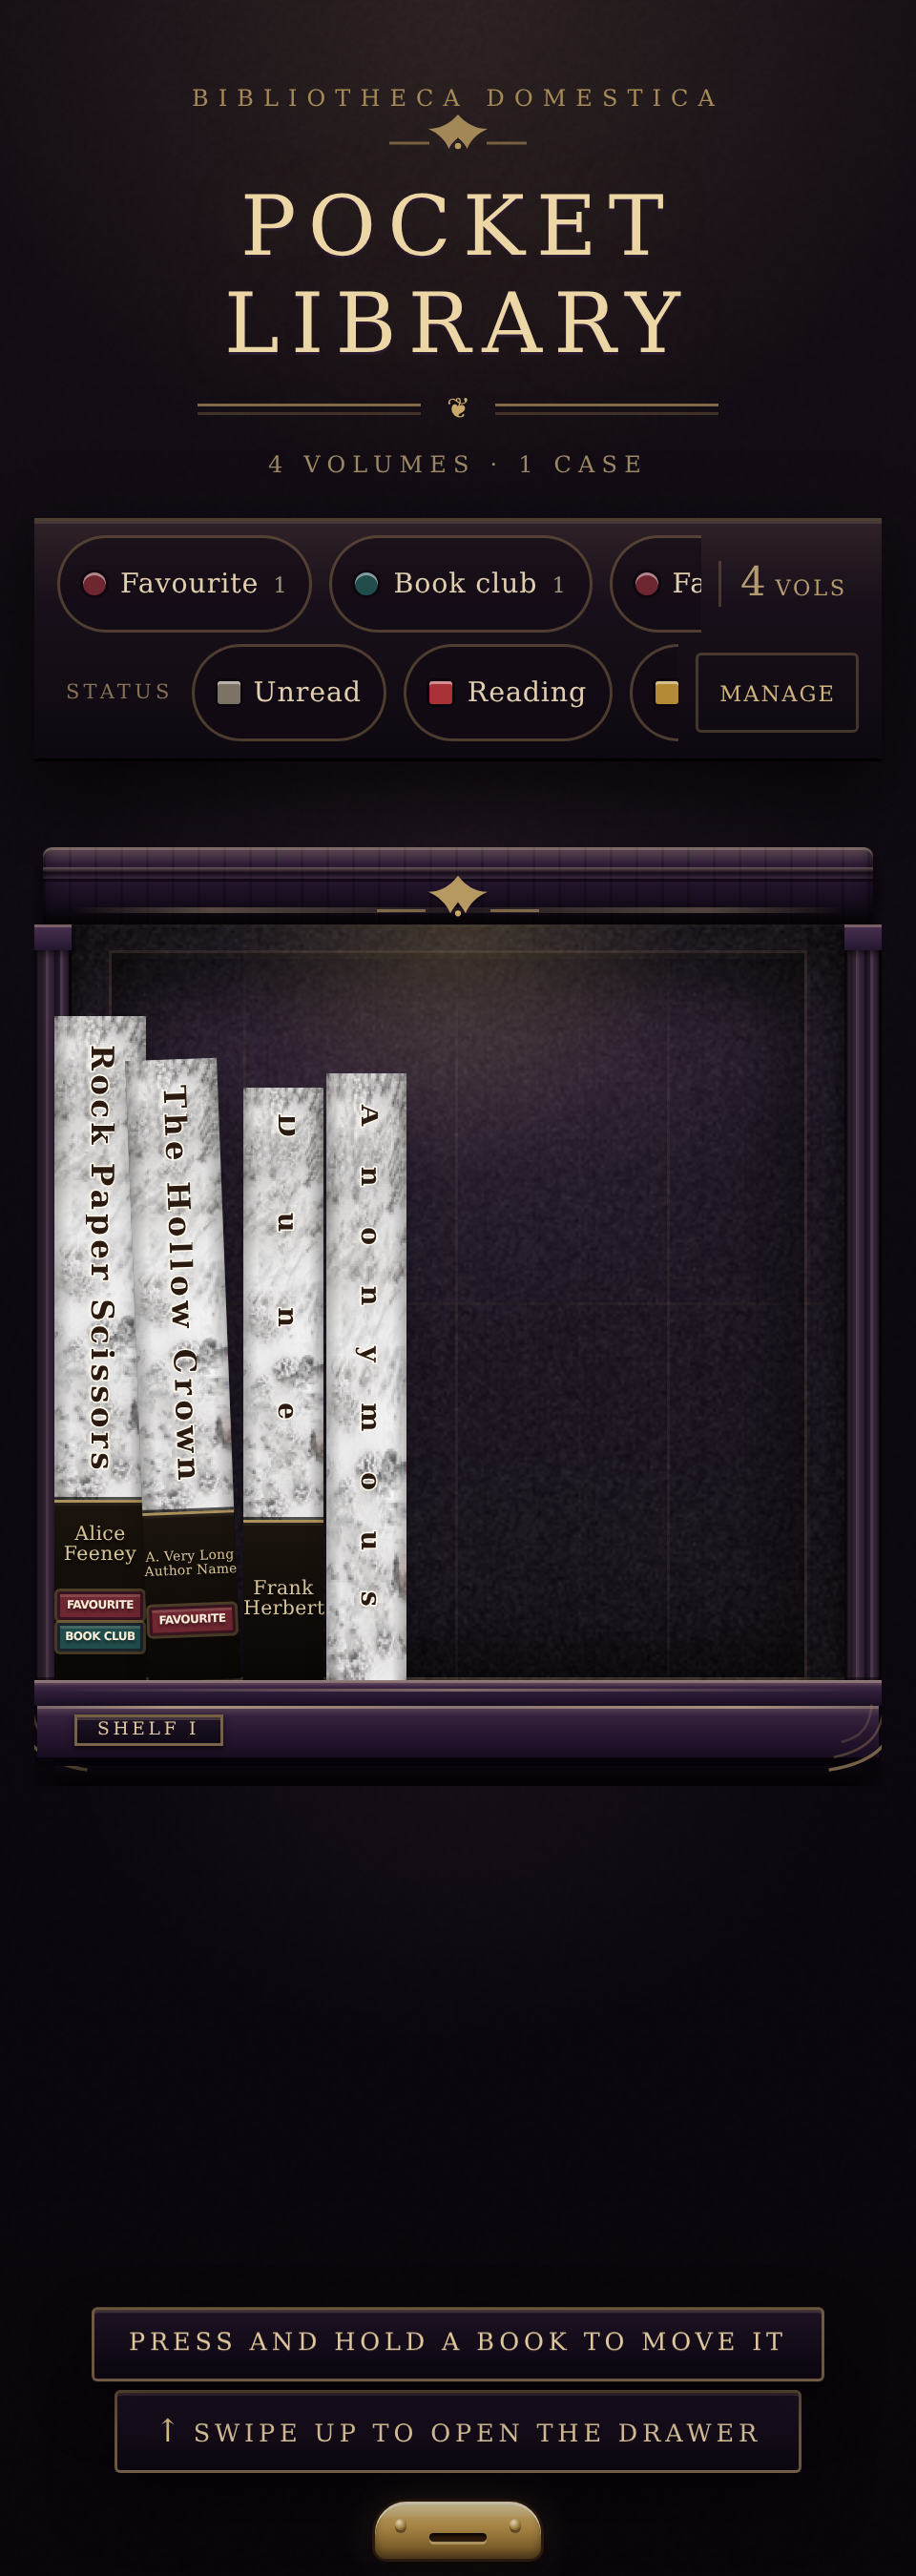 BIBLIOTHECA DOMESTICA
POCKET
LIBRARY
4 VOLUMES · 1 CASE
Favourite 1
Book club 1
Fa
4 VOLS
STATUS
Unread
Reading
MANAGE
Rock Paper Scissors
The Hollow Crown
Dune
Anonymous
Alice
Feeney
A. Very Long
Author Name
Frank
Herbert
FAVOURITE
BOOK CLUB
FAVOURITE
SHELF I
PRESS AND HOLD A BOOK TO MOVE IT
↑ SWIPE UP TO OPEN THE DRAWER